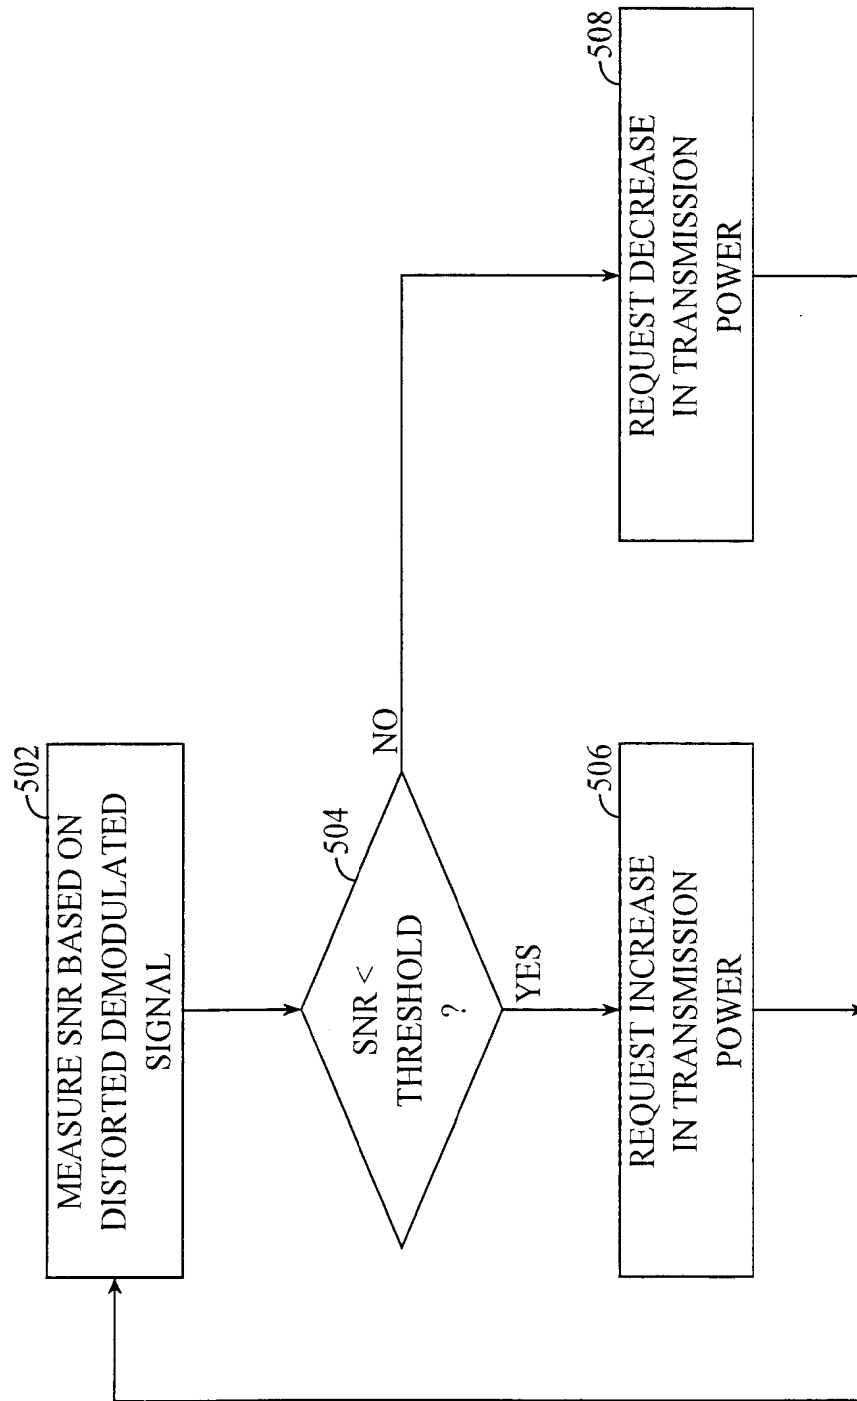 502
MEASURE SNR BASED ON
DISTORTED DEMODULATED
SIGNAL
504
SNR <
THRESHOLD
?
NO
YES
506
REQUEST INCREASE
IN TRANSMISSION
POWER
508
REQUEST DECREASE
IN TRANSMISSION
POWER